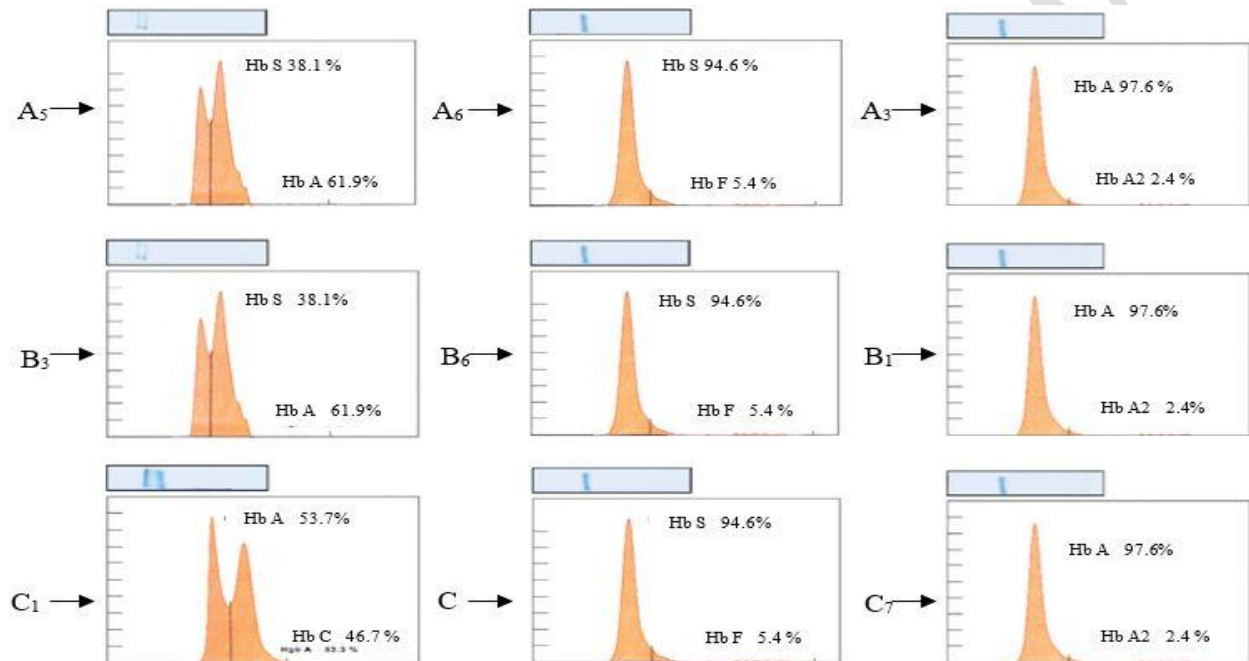 Hb S 38.1 %
A5
Hb A 61.9%
Hb S 94.6 %
A6
Hb F 5.4 %
Hb A 97.6 %
A3
Hb A2 2.4 %
Hb S 38.1%
B3
Hb A 61.9%
Hb S 94.6%
B6
Hb F 5.4 %
Hb A 97.6%
B1
Hb A2 2.4%
Hb A 53.7%
C1
Hb C 46.7 %
Hgb A 53.3 %
Hb S 94.6%
C
Hb F 5.4 %
Hb A 97.6%
C7
Hb A2 2.4 %